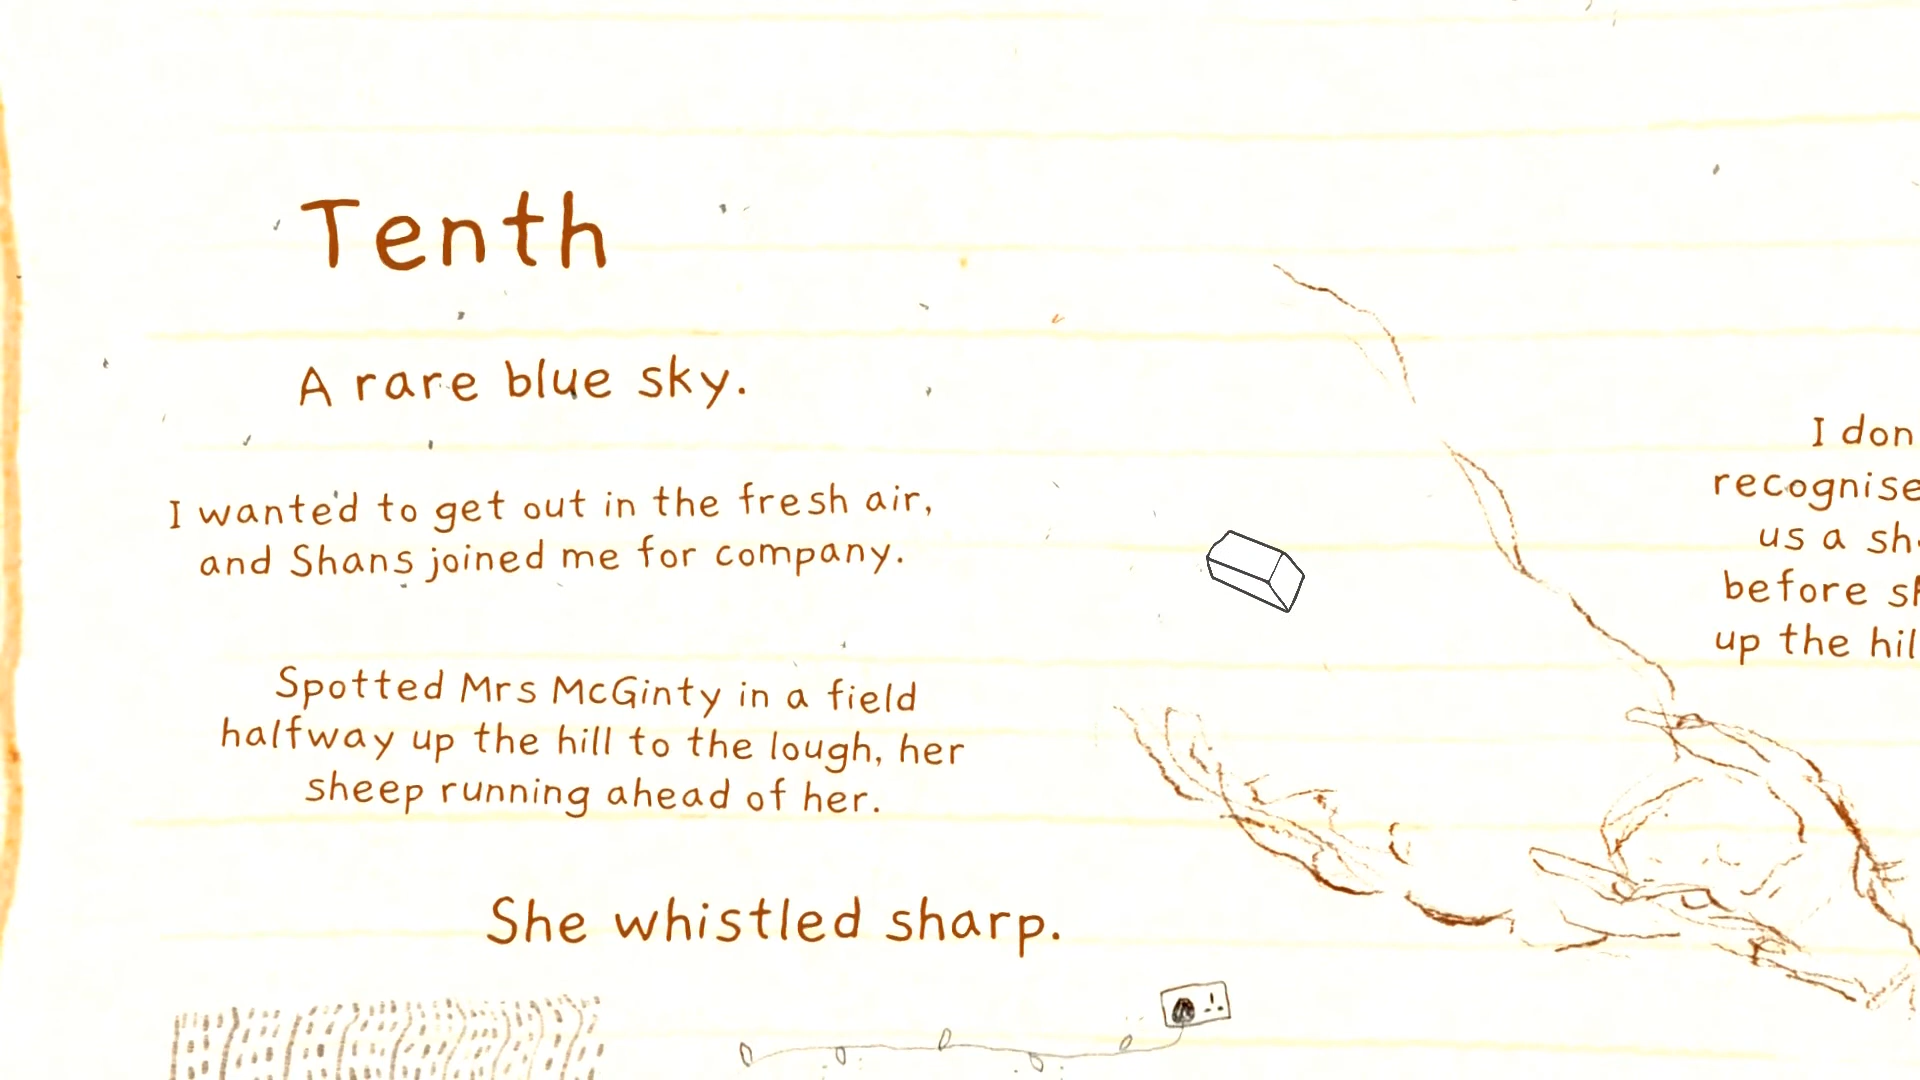 Tenth
A rare blue sky.
I wanted to get out in the fresh air,
and Shans joined me for company.
Spotted Mrs McGinty in a field
halfway up the hill to the lough, her
sheep running ahead of her.
She whistled sharp.
I don
recognise
us a sh
before sh
up the hil